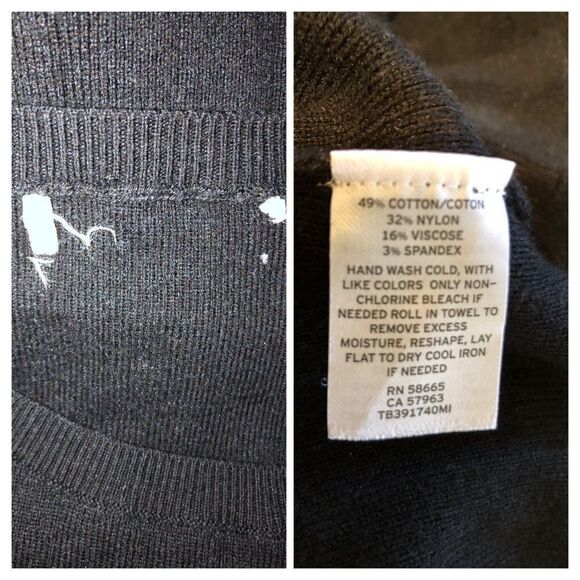 49% COTTON/COTON
32% NYLON
16% VISCOSE
3% SPANDEX
HAND WASH COLD, WITH
LIKE COLORS ONLY NON-
CHLORINE BLEACH IF
NEEDED ROLL IN TOWEL TO
REMOVE EXCESS
MOISTURE, RESHAPE, LAY
FLAT TO DRY COOL IRON
IF NEEDED
RN 58665
CA 57963
TB391740MI